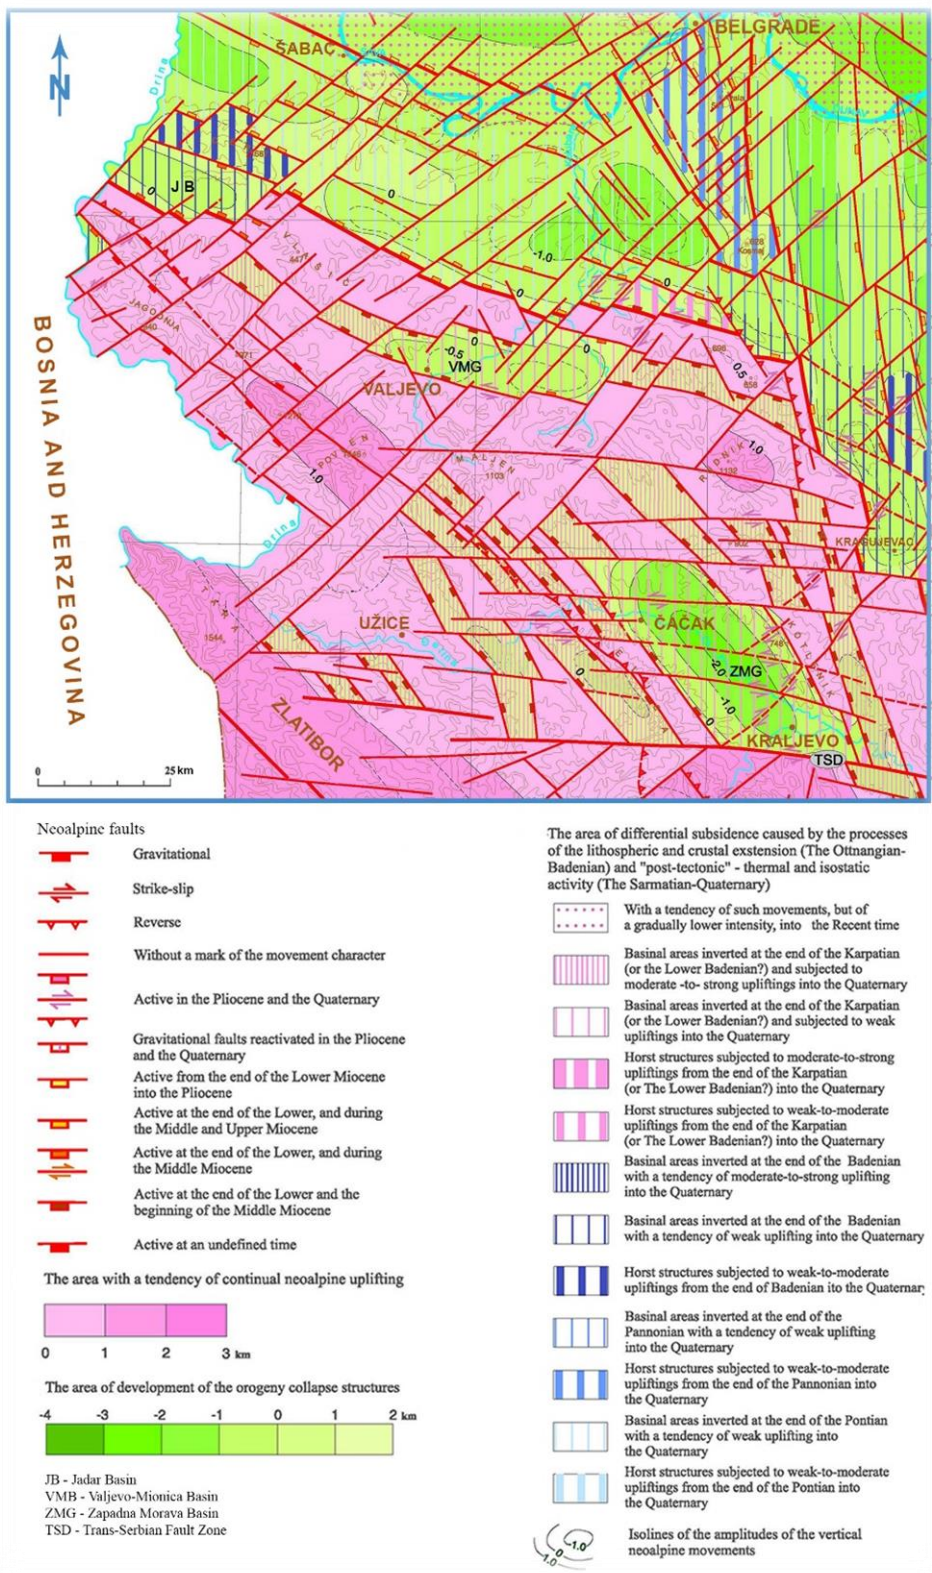 BELGRADE
ŠABAC
N
Drina
J B
0
0
-1.0
0
0
0
0
JAGODNJA
-0.5
VMG
VALJEVO
0.5
POVLEN
1.0
MALJEN
1103
RUDNIK
1.0
1132
Drina
KRAGUJEVAC
BOSNIA AND HERZEGOVINA
TARA
1544
UŽICE
ČAČAK
-2.0
ZMG
-1.0
0
0
KOTLENIK
ZLATIBOR
KRALJEVO
TSD
0 25 km
Neoalpine faults
Gravitational
Strike-slip
Reverse
Without a mark of the movement character
Active in the Pliocene and the Quaternary
Gravitational faults reactivated in the Pliocene
and the Quaternary
Active from the end of the Lower Miocene
into the Pliocene
Active at the end of the Lower, and during
the Middle and Upper Miocene
Active at the end of the Lower, and during
the Middle Miocene
Active at the end of the Lower and the
beginning of the Middle Miocene
Active at an undefined time
The area with a tendency of continual neoalpine uplifting
0 1 2 3 km
The area of development of the orogeny collapse structures
-4 -3 -2 -1 0 1 2 km
JB - Jadar Basin
VMB - Valjevo-Mionica Basin
ZMG - Zapadna Morava Basin
TSD - Trans-Serbian Fault Zone
The area of differential subsidence caused by the processes
of the lithospheric and crustal exstension (The Ottnangian-
Badenian) and "post-tectonic" - thermal and isostatic
activity (The Sarmatian-Quaternary)
With a tendency of such movements, but of
a gradually lower intensity, into the Recent time
Basinal areas inverted at the end of the Karpatian
(or the Lower Badenian?) and subjected to
moderate -to- strong upliftings into the Quaternary
Basinal areas inverted at the end of the Karpatian
(or the Lower Badenian?) and subjected to weak
upliftings into the Quaternary
Horst structures subjected to moderate-to-strong
upliftings from the end of the Karpatian
(or The Lower Badenian?) into the Quaternary
Horst structures subjected to weak-to-moderate
upliftings from the end of the Karpatian
(or The Lower Badenian?) into the Quaternary
Basinal areas inverted at the end of the Badenian
with a tendency of moderate-to-strong uplifting
into the Quaternary
Basinal areas inverted at the end of the Badenian
with a tendency of weak uplifting into the Quaternary
Horst structures subjected to weak-to-moderate
upliftings from the end of Badenian ito the Quaternar
Basinal areas inverted at the end of the
Pannonian with a tendency of weak uplifting
into the Quaternary
Horst structures subjected to weak-to-moderate
upliftings from the end of the Pannonian into
the Quaternary
Basinal areas inverted at the end of the Pontian
with a tendency of weak uplifting into
the Quaternary
Horst structures subjected to weak-to-moderate
upliftings from the end of the Pontian into
the Quaternary
1.0
0
-1.0
Isolines of the amplitudes of the vertical
neoalpine movements